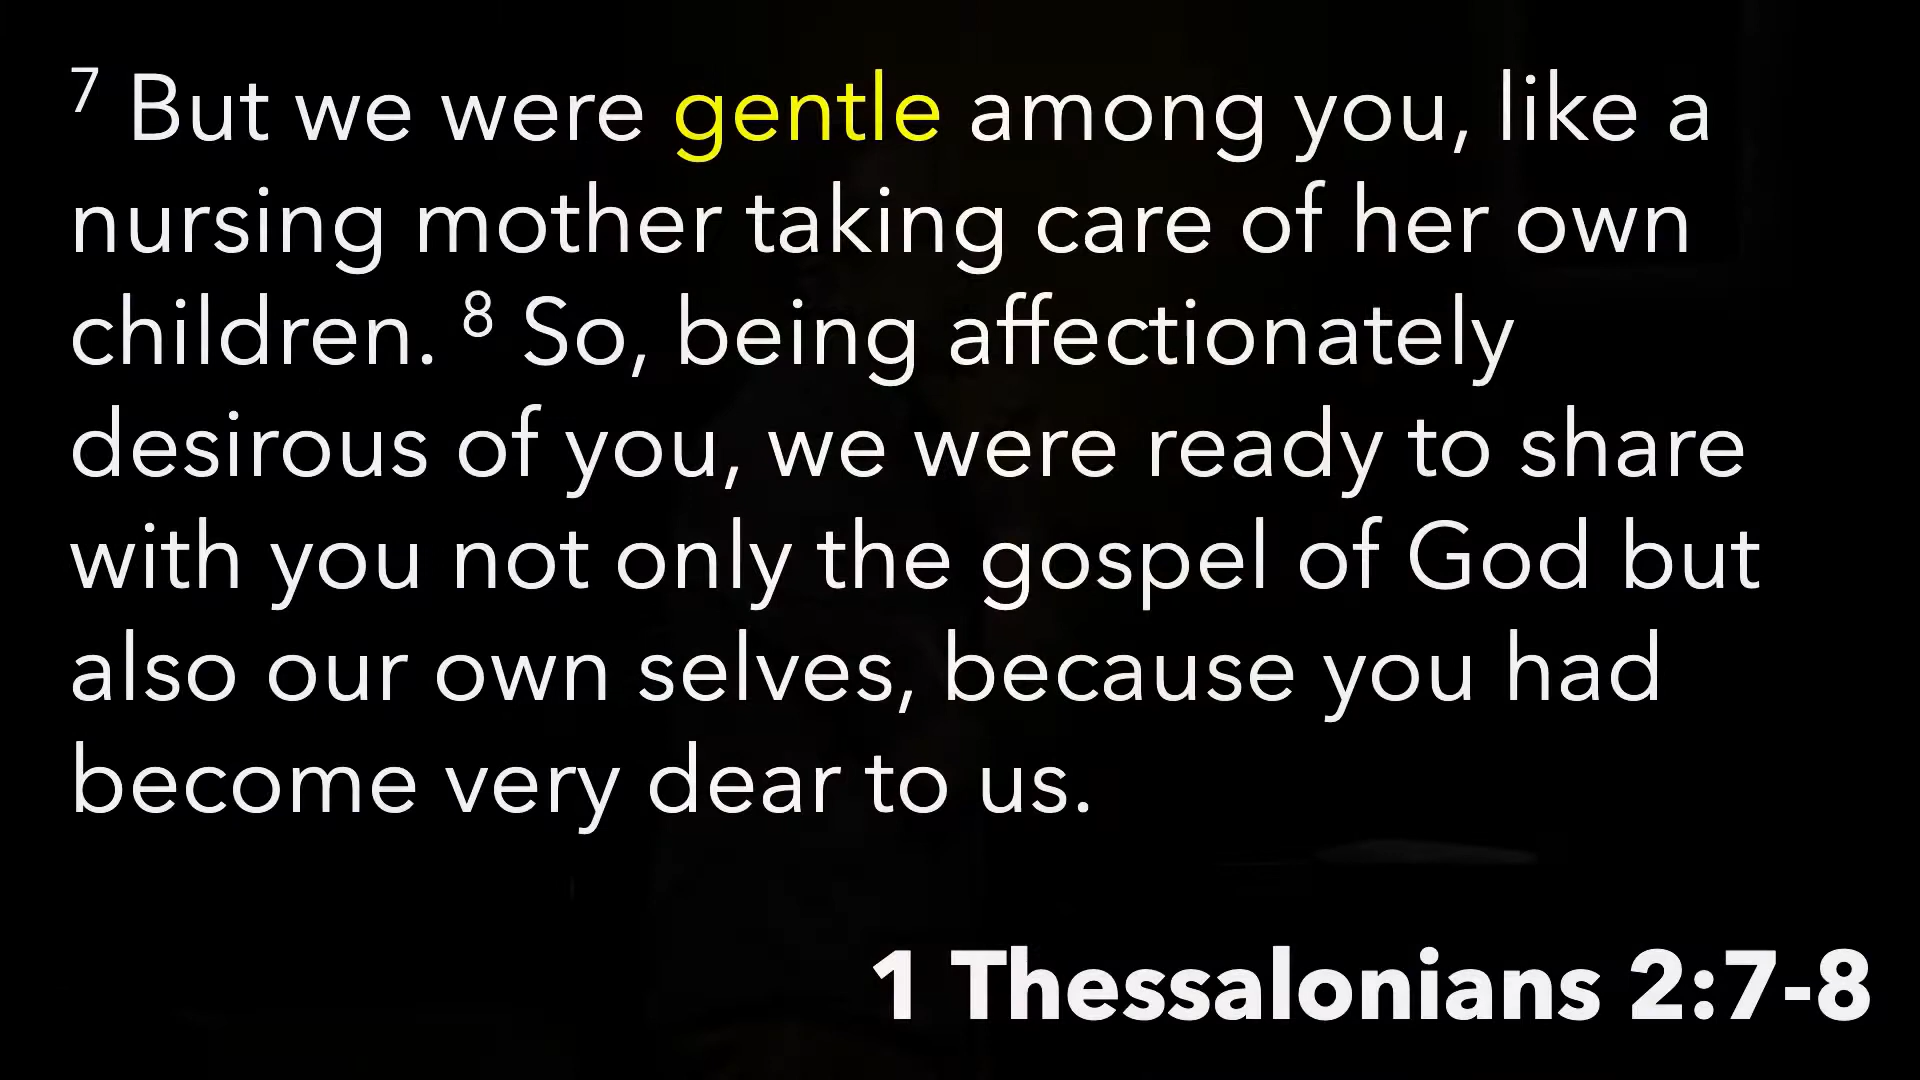 7 But we were gentle among you, like a
nursing mother taking care of her own
children. 8 So, being affectionately
desirous of you, we were ready to share
with you not only the gospel of God but
also our own selves, because you had
become very dear to us.
1 Thessalonians 2:7-8